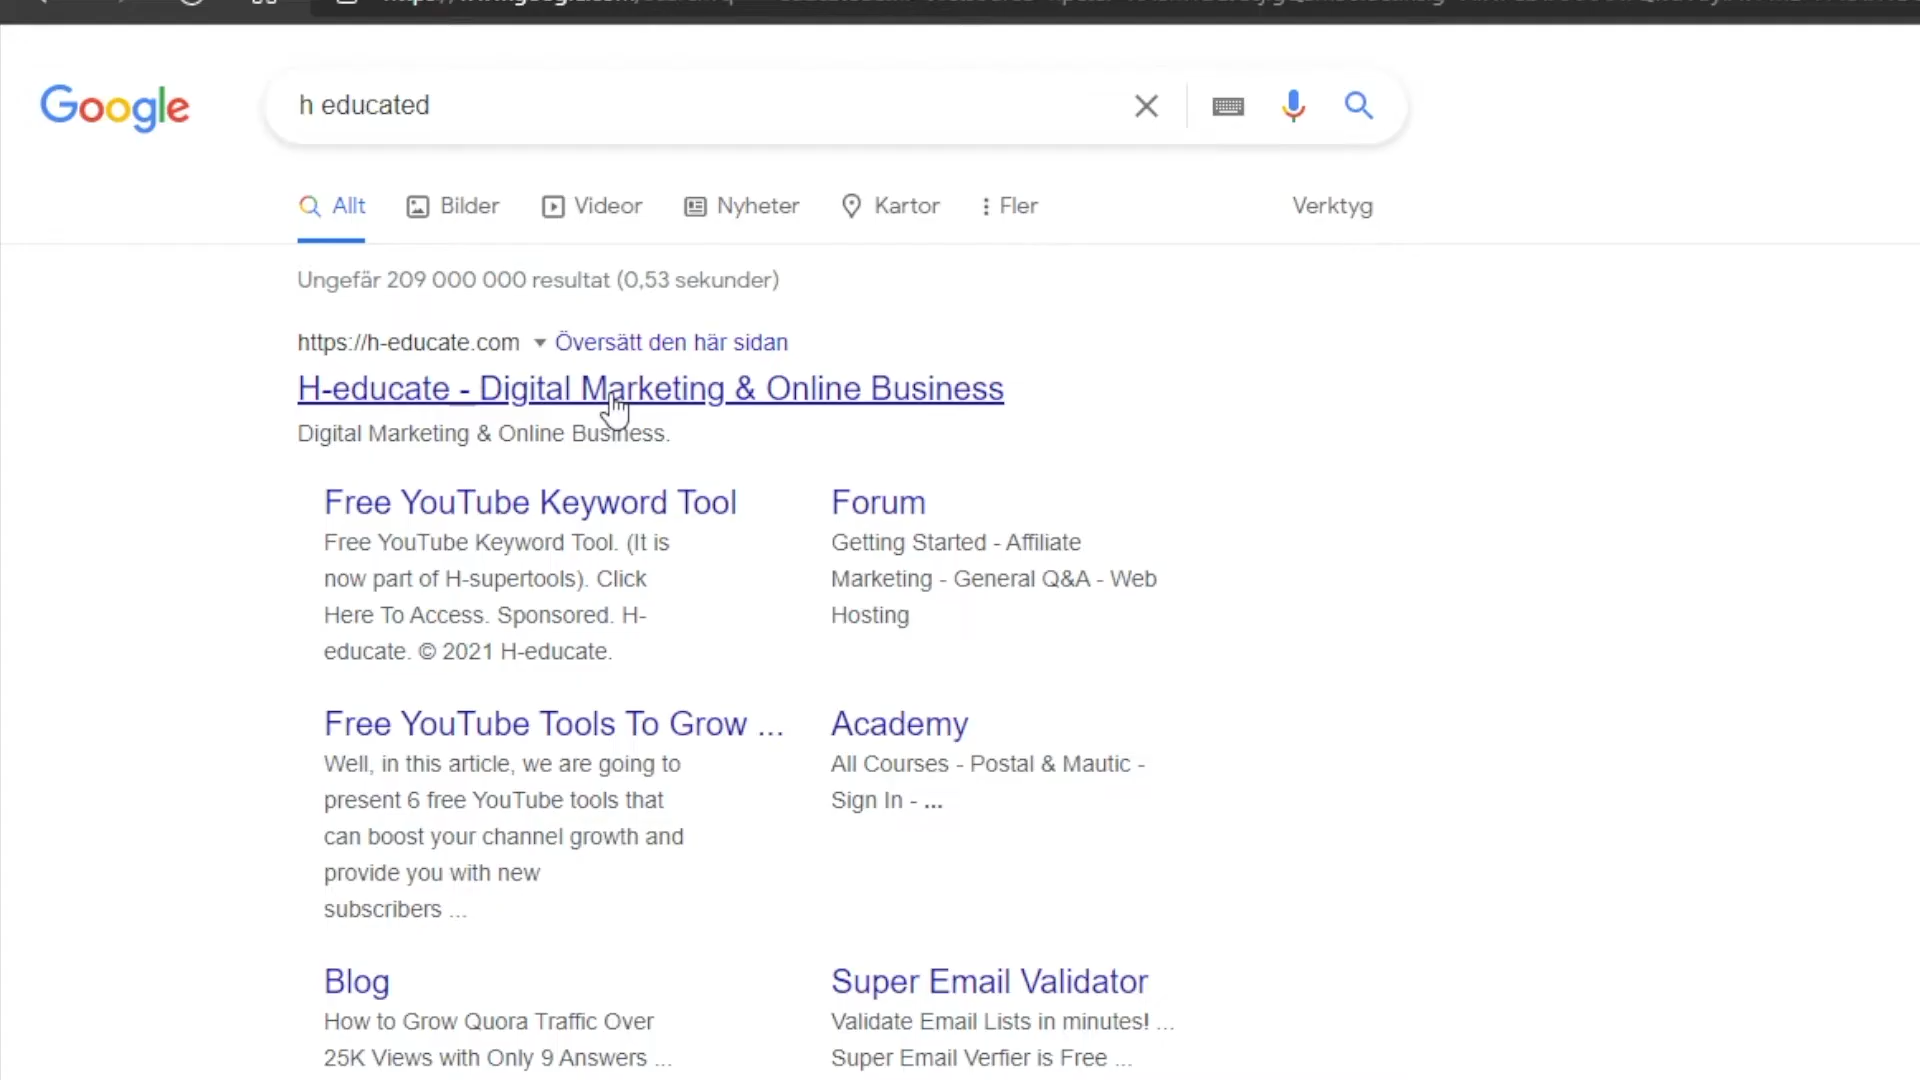 Google
h educated
Allt
Bilder
Videor
Nyheter
Kartor
Fler
Verktyg
Ungefär 209 000 000 resultat (0,53 sekunder)
https://h-educate.com
Översätt den här sidan
H-educate - Digital Marketing & Online Business
Digital Marketing & Online Business.
Free YouTube Keyword Tool
Free YouTube Keyword Tool. (It is
now part of H-supertools). Click
Here To Access. Sponsored. H-
educate. © 2021 H-educate.
Forum
Getting Started - Affiliate
Marketing - General Q&A - Web
Hosting
Free YouTube Tools To Grow ...
Well, in this article, we are going to
present 6 free YouTube tools that
can boost your channel growth and
provide you with new
subscribers ...
Academy
All Courses - Postal & Mautic -
Sign In - ...
Blog
How to Grow Quora Traffic Over
25K Views with Only 9 Answers ...
Super Email Validator
Validate Email Lists in minutes! ...
Super Email Verfier is Free ...